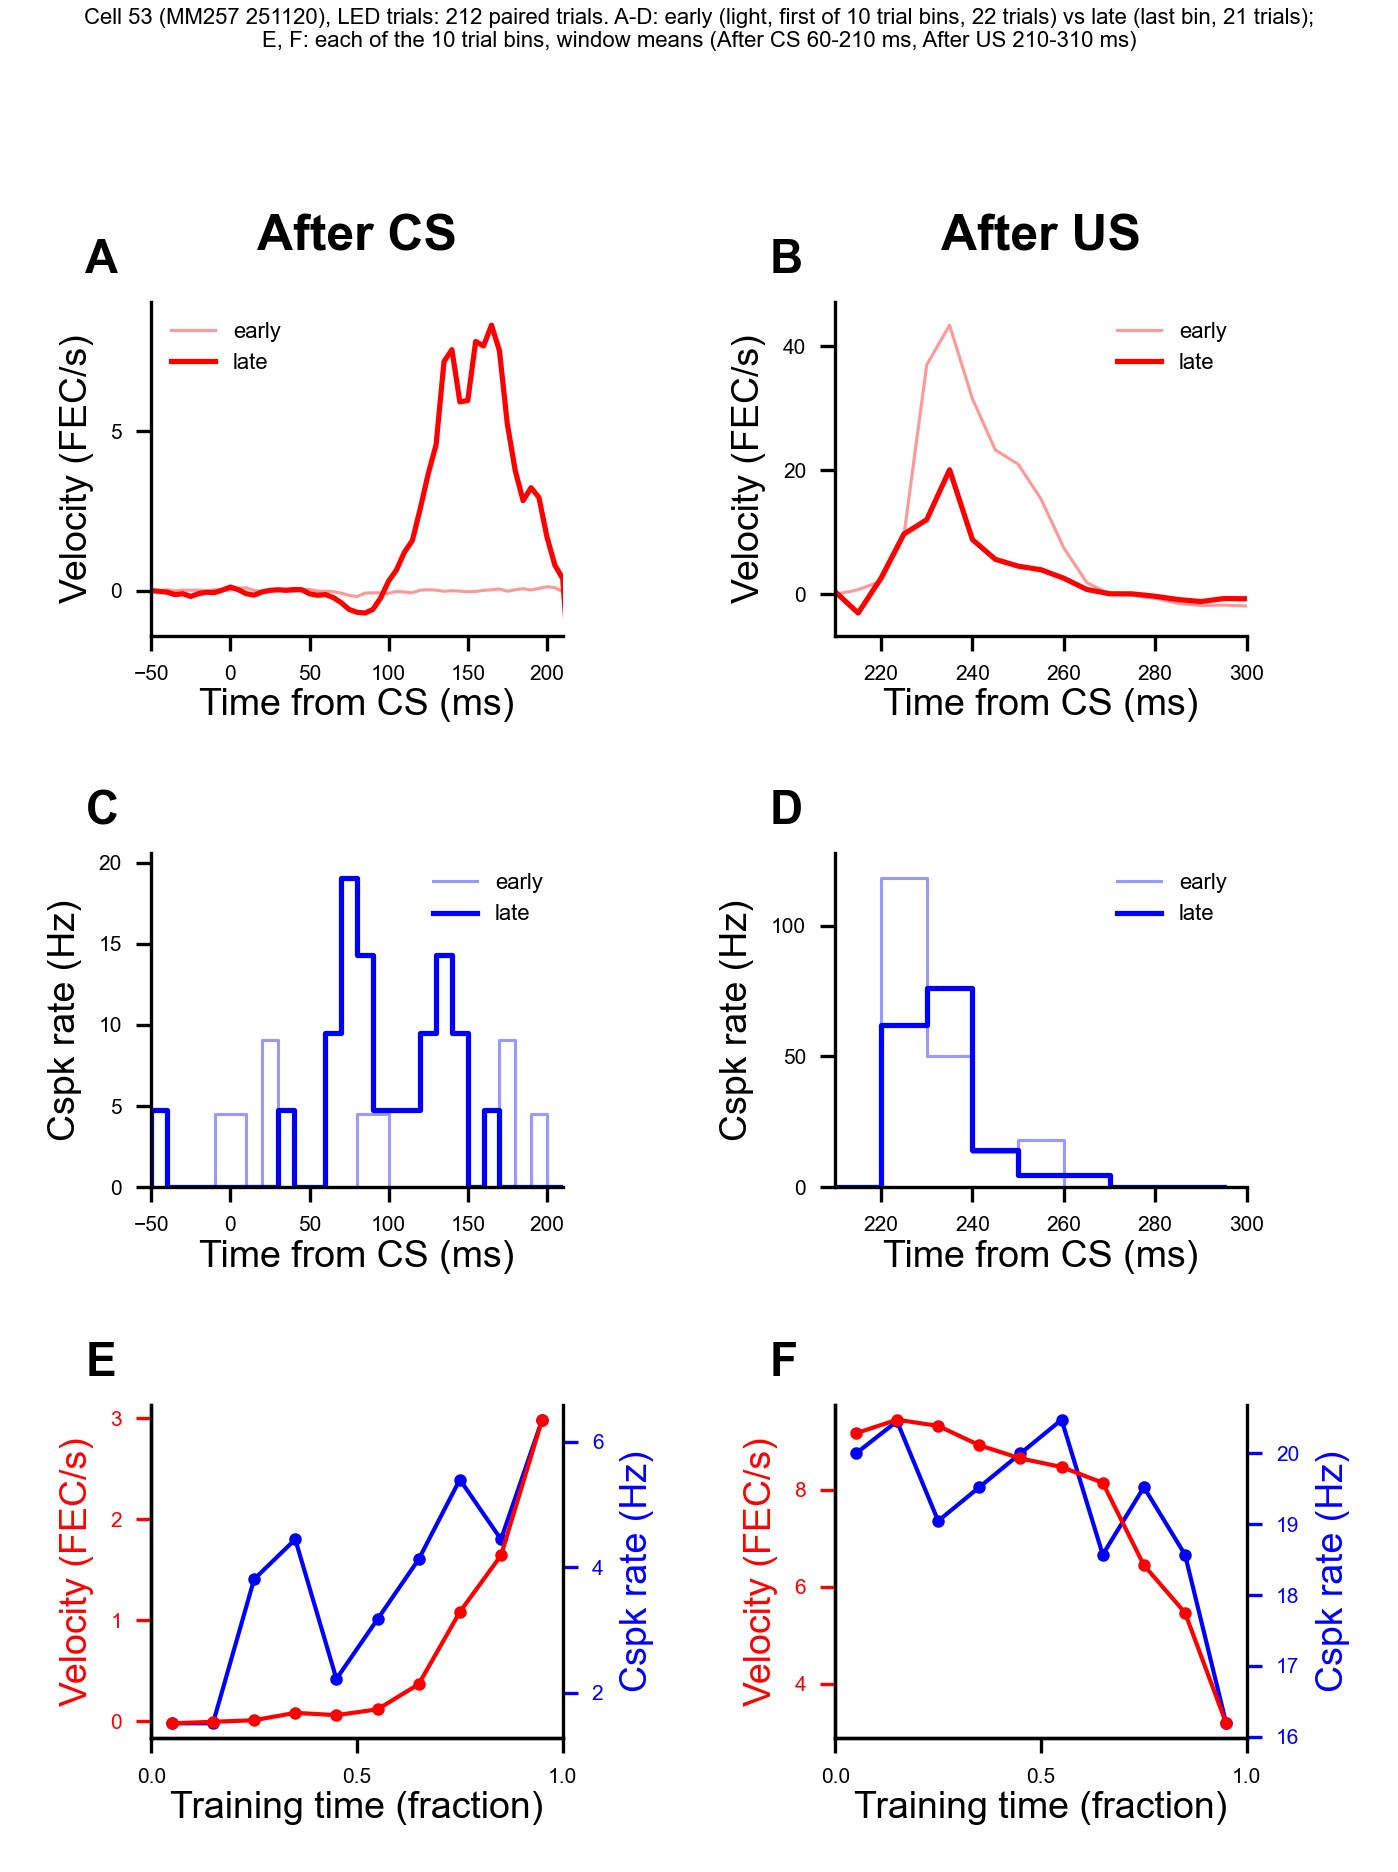 Cell 53 (MM257 251120), LED trials: 212 paired trials. A-D: early (light, first of 10 trial bins, 22 trials) vs late (last bin, 21 trials);
E, F: each of the 10 trial bins, window means (After CS 60-210 ms, After US 210-310 ms)
After CS
After US
A
B
early
late
early
late
Velocity (FEC/s)
5
0
−50 0 50 100 150 200
Time from CS (ms)
Velocity (FEC/s)
40
20
0
220 240 260 280 300
Time from CS (ms)
C
D
early
late
early
late
Cspk rate (Hz)
20
15
10
5
0
−50 0 50 100 150 200
Time from CS (ms)
Cspk rate (Hz)
100
50
0
220 240 260 280 300
Time from CS (ms)
E
F
Velocity (FEC/s)
3
2
1
0
6
4
2
Cspk rate (Hz)
0.0 0.5 1.0
Training time (fraction)
Velocity (FEC/s)
8
6
4
20
19
18
17
16
Cspk rate (Hz)
0.0 0.5 1.0
Training time (fraction)